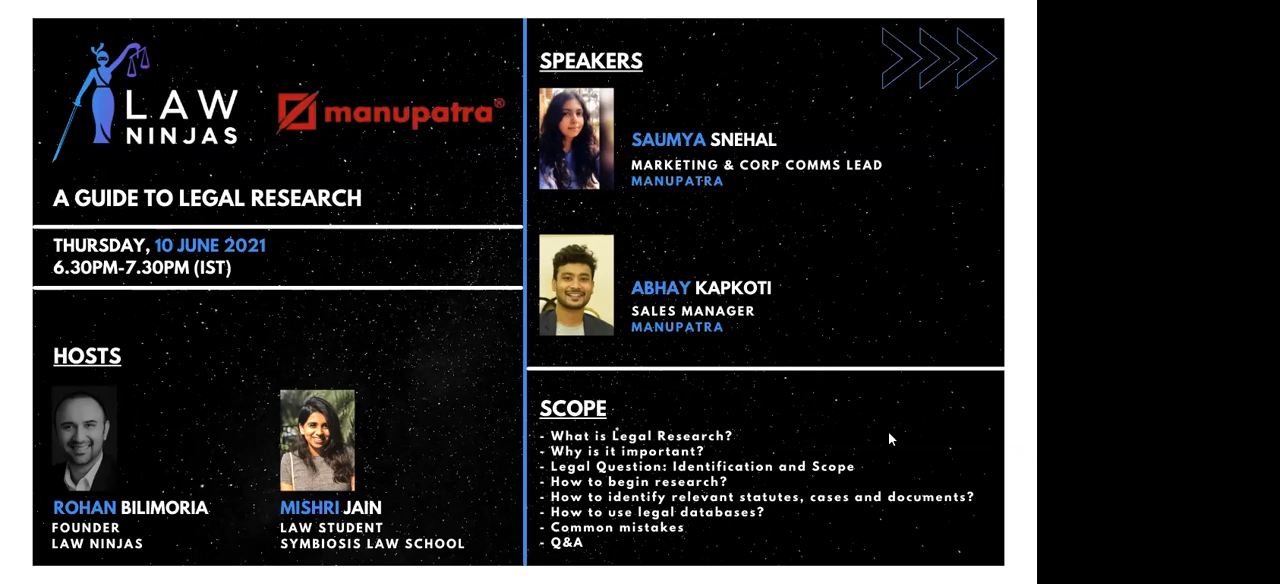 LAW
NINJAS
manupatra®
A GUIDE TO LEGAL RESEARCH
THURSDAY, 10 JUNE 2021
6.30PM-7.30PM (IST)
HOSTS
ROHAN BILIMORIA
FOUNDER
LAW NINJAS
MISHRI JAIN
LAW STUDENT
SYMBIOSIS LAW SCHOOL
SPEAKERS
SAUMYA SNEHAL
MARKETING & CORP COMMS LEAD
MANUPATRA
ABHAY KAPKOTI
SALES MANAGER
MANUPATRA
SCOPE
- What is Legal Research?
- Why is it important?
- Legal Question: Identification and Scope
- How to begin research?
- How to identify relevant statutes, cases and documents?
- How to use legal databases?
- Common mistakes
- Q&A